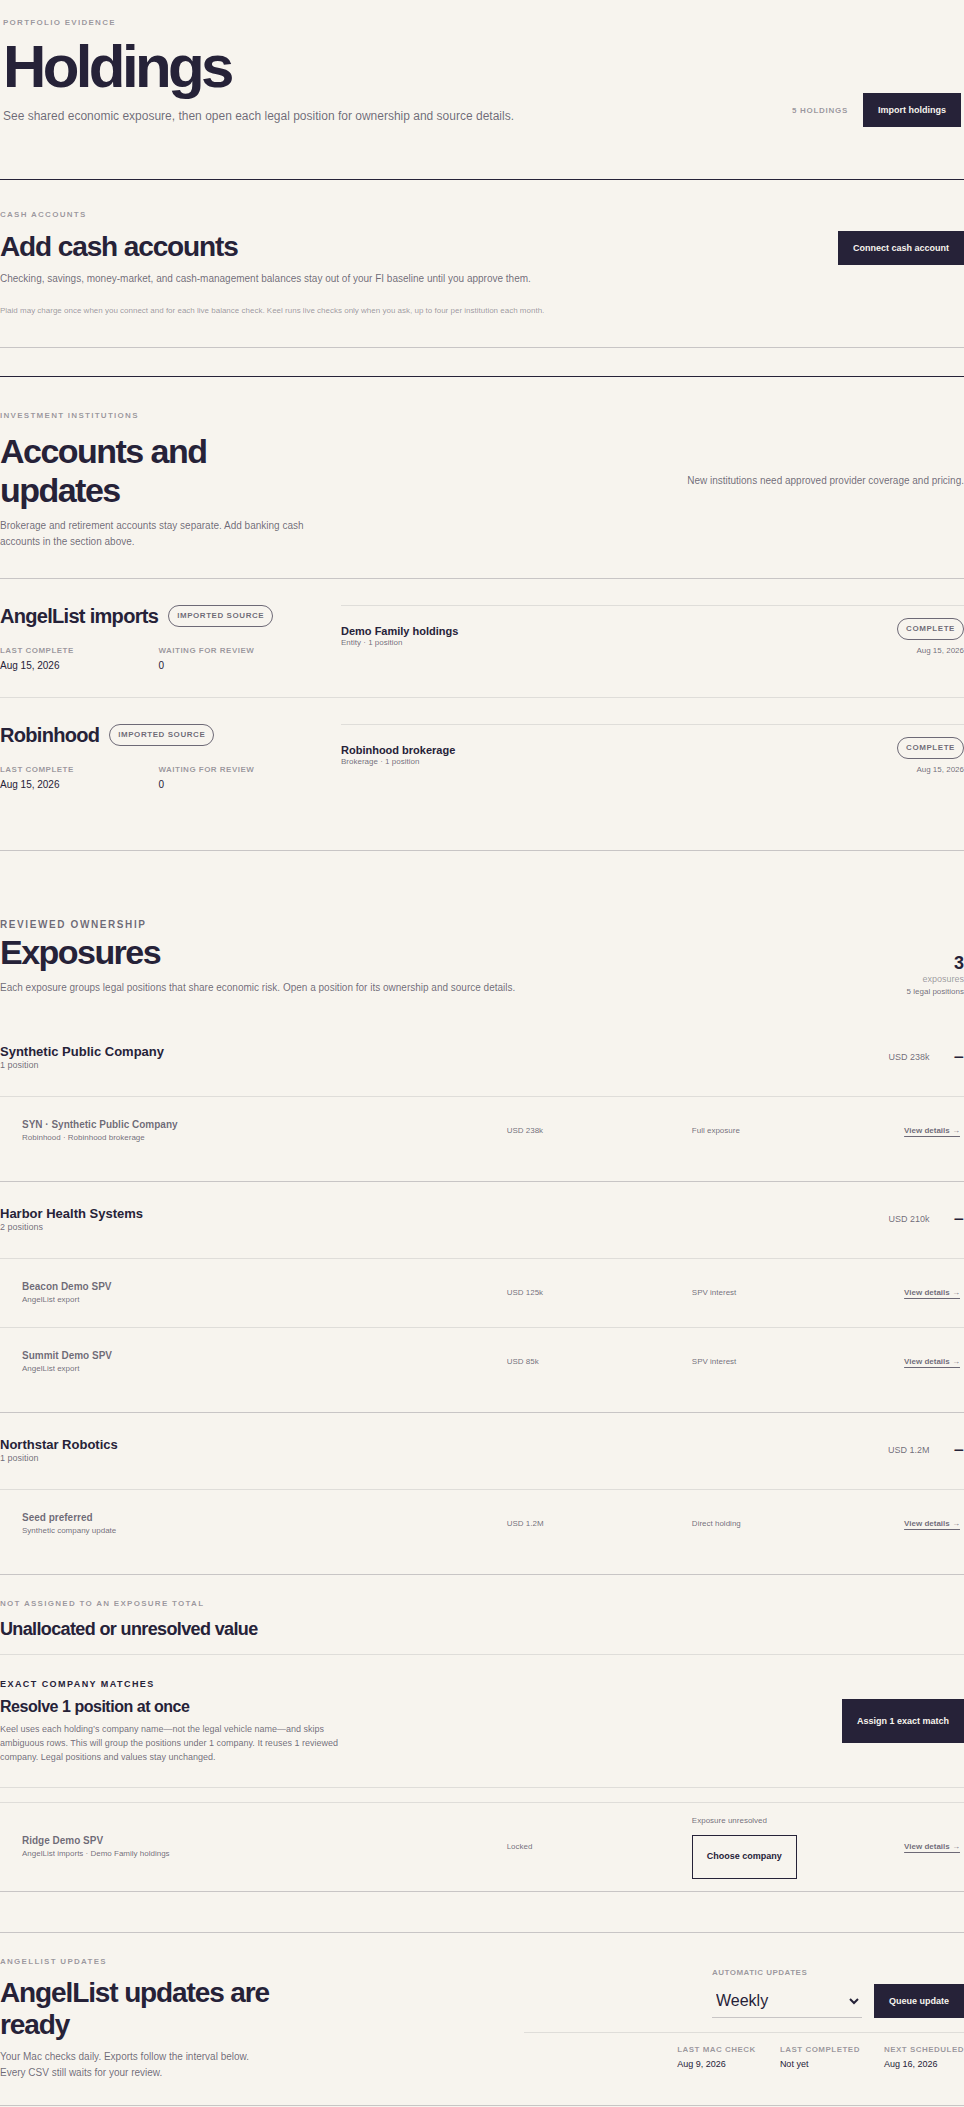 PORTFOLIO EVIDENCE
Holdings
See shared economic exposure, then open each legal position for ownership and source details.
5 HOLDINGS
Import holdings
CASH ACCOUNTS
Add cash accounts
Connect cash account
Checking, savings, money-market, and cash-management balances stay out of your FI baseline until you approve them.
Plaid may charge once when you connect and for each live balance check. Keel runs live checks only when you ask, up to four per institution each month.
INVESTMENT INSTITUTIONS
Accounts and
updates
New institutions need approved provider coverage and pricing.
Brokerage and retirement accounts stay separate. Add banking cash
accounts in the section above.
AngelList imports IMPORTED SOURCE
LAST COMPLETE WAITING FOR REVIEW
Aug 15, 2026 0
Demo Family holdings
Entity · 1 position
COMPLETE
Aug 15, 2026
Robinhood IMPORTED SOURCE
LAST COMPLETE WAITING FOR REVIEW
Aug 15, 2026 0
Robinhood brokerage
Brokerage · 1 position
COMPLETE
Aug 15, 2026
REVIEWED OWNERSHIP
Exposures
Each exposure groups legal positions that share economic risk. Open a position for its ownership and source details.
3
exposures
5 legal positions
Synthetic Public Company
1 position
USD 238k –
SYN · Synthetic Public Company
Robinhood · Robinhood brokerage
USD 238k Full exposure View details →
Harbor Health Systems
2 positions
USD 210k –
Beacon Demo SPV
AngelList export
USD 125k SPV interest View details →
Summit Demo SPV
AngelList export
USD 85k SPV interest View details →
Northstar Robotics
1 position
USD 1.2M –
Seed preferred
Synthetic company update
USD 1.2M Direct holding View details →
NOT ASSIGNED TO AN EXPOSURE TOTAL
Unallocated or unresolved value
EXACT COMPANY MATCHES
Resolve 1 position at once
Keel uses each holding's company name—not the legal vehicle name—and skips
ambiguous rows. This will group the positions under 1 company. It reuses 1 reviewed
company. Legal positions and values stay unchanged.
Assign 1 exact match
Ridge Demo SPV
AngelList imports · Demo Family holdings
Locked
Exposure unresolved
Choose company
View details →
ANGELLIST UPDATES
AngelList updates are
ready
Your Mac checks daily. Exports follow the interval below.
Every CSV still waits for your review.
AUTOMATIC UPDATES
Weekly
Queue update
LAST MAC CHECK LAST COMPLETED NEXT SCHEDULED
Aug 9, 2026 Not yet Aug 16, 2026